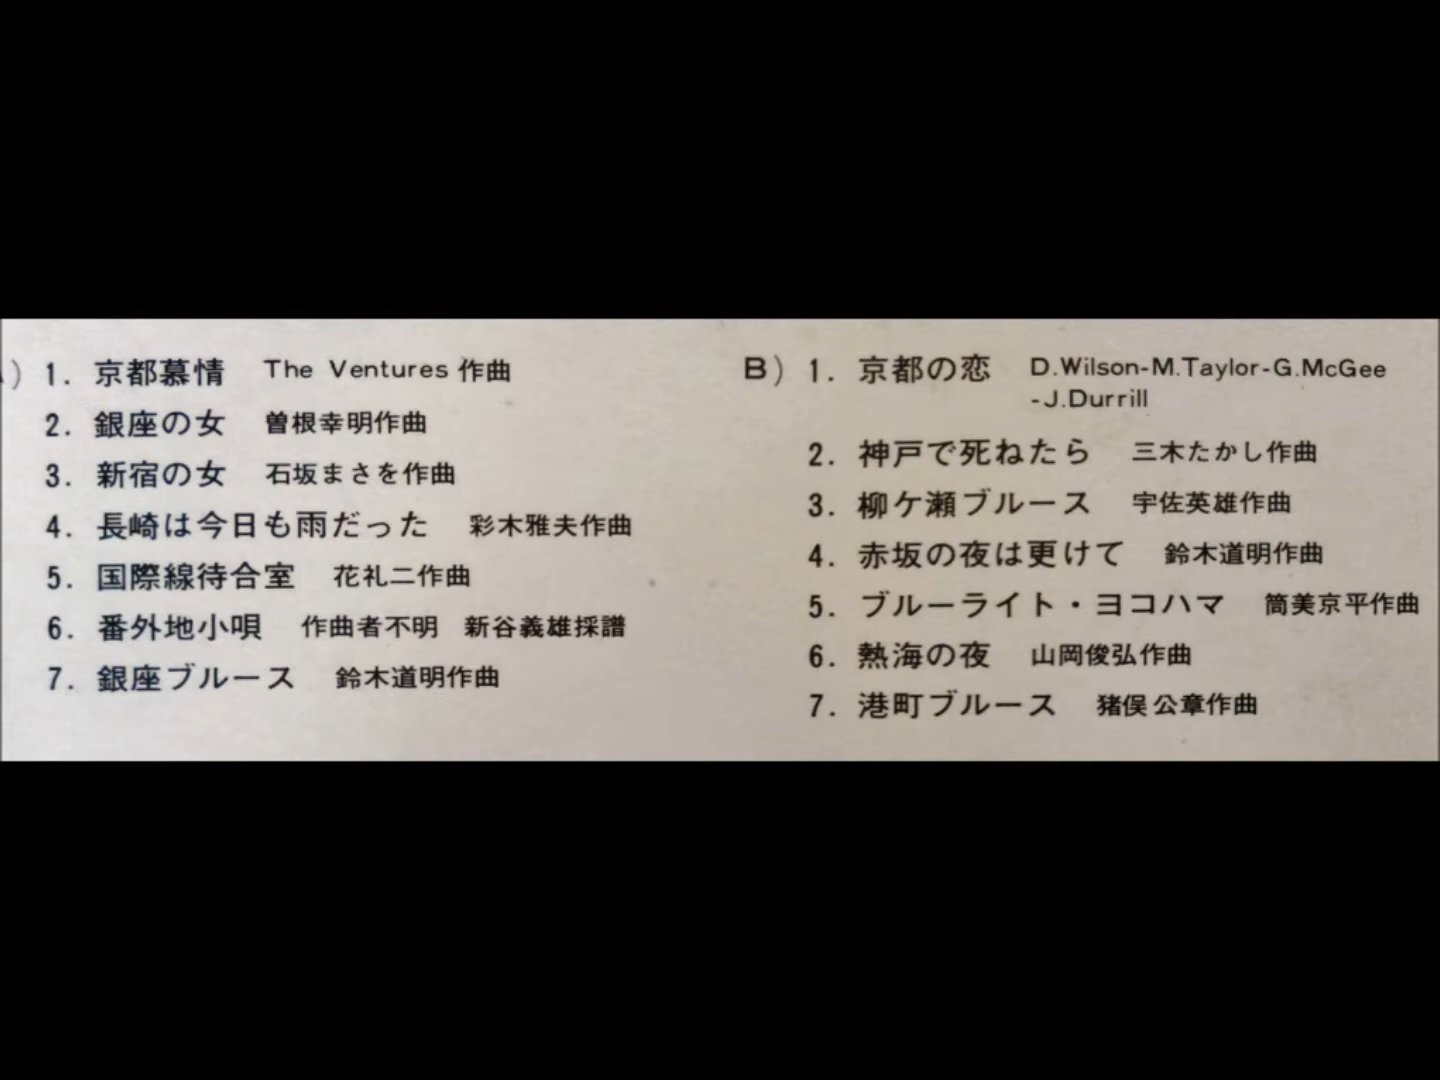 ) 1. 京都慕情 The Ventures 作曲
2. 銀座の女 曽根幸明作曲
3. 新宿の女 石坂まさを作曲
4. 長崎は今日も雨だった 彩木雅夫作曲
5. 国際線待合室 花礼二作曲
6. 番外地小唄 作曲者不明 新谷義雄採譜
7. 銀座ブルース 鈴木道明作曲
B) 1. 京都の恋 D.Wilson-M.Taylor-G.McGee
-J.Durrill
2. 神戸で死ねたら 三木たかし作曲
3. 柳ケ瀬ブルース 宇佐英雄作曲
4. 赤坂の夜は更けて 鈴木道明作曲
5. ブルーライト・ヨコハマ 筒美京平作曲
6. 熱海の夜 山岡俊弘作曲
7. 港町ブルース 猪俣公章作曲